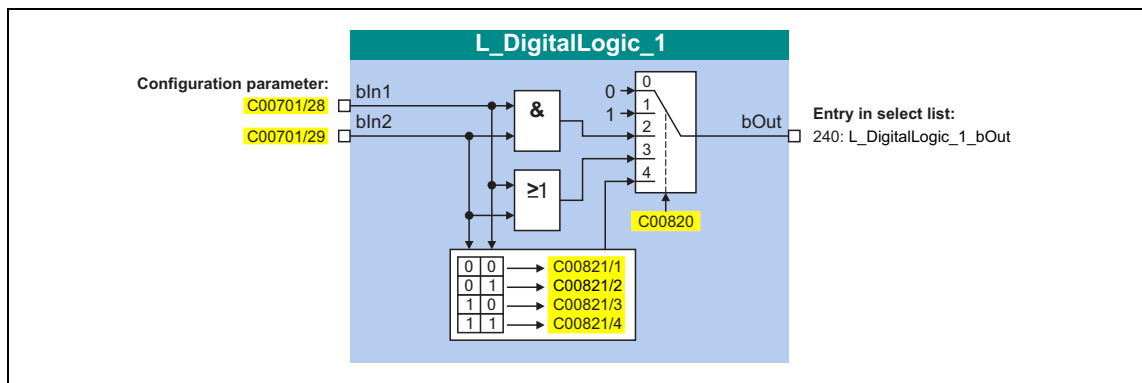 L_DigitalLogic_1
Configuration parameter:
C00701/28
bIn1
C00701/29
bIn2
&
≥1
0
0
1
1
2
3
4
C00820
bOut
Entry in select list:
240: L_DigitalLogic_1_bOut
0 0 C00821/1
0 1 C00821/2
1 0 C00821/3
1 1 C00821/4